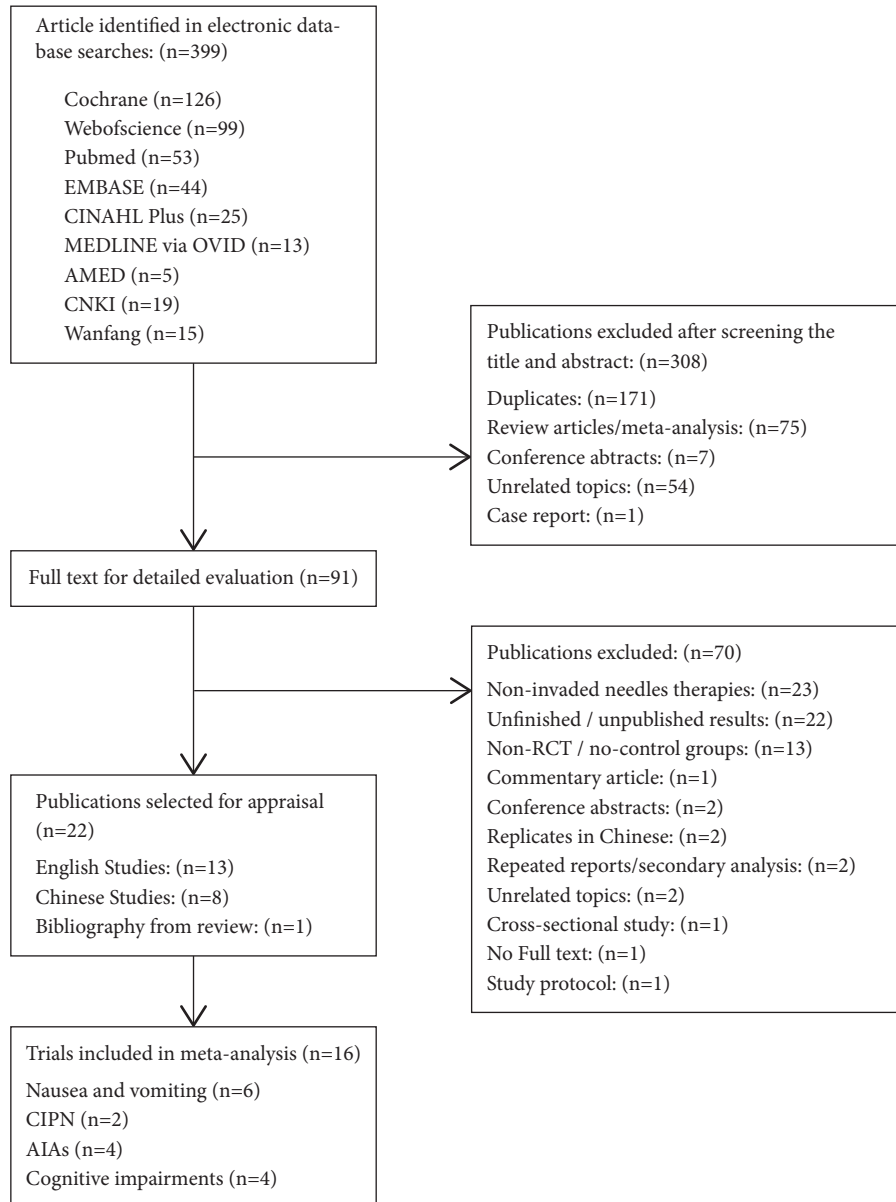 Article identified in electronic data-
base searches: (n=399)
Cochrane (n=126)
Webofscience (n=99)
Pubmed (n=53)
EMBASE (n=44)
CINAHL Plus (n=25)
MEDLINE via OVID (n=13)
AMED (n=5)
CNKI (n=19)
Wanfang (n=15)
Publications excluded after screening the
title and abstract: (n=308)
Duplicates: (n=171)
Review articles/meta-analysis: (n=75)
Conference abtracts: (n=7)
Unrelated topics: (n=54)
Case report: (n=1)
Full text for detailed evaluation (n=91)
Publications excluded: (n=70)
Non-invaded needles therapies: (n=23)
Unfinished / unpublished results: (n=22)
Non-RCT / no-control groups: (n=13)
Commentary article: (n=1)
Conference abstracts: (n=2)
Replicates in Chinese: (n=2)
Repeated reports/secondary analysis: (n=2)
Unrelated topics: (n=2)
Cross-sectional study: (n=1)
No Full text: (n=1)
Study protocol: (n=1)
Publications selected for appraisal
(n=22)
English Studies: (n=13)
Chinese Studies: (n=8)
Bibliography from review: (n=1)
Trials included in meta-analysis (n=16)
Nausea and vomiting (n=6)
CIPN (n=2)
AIAs (n=4)
Cognitive impairments (n=4)